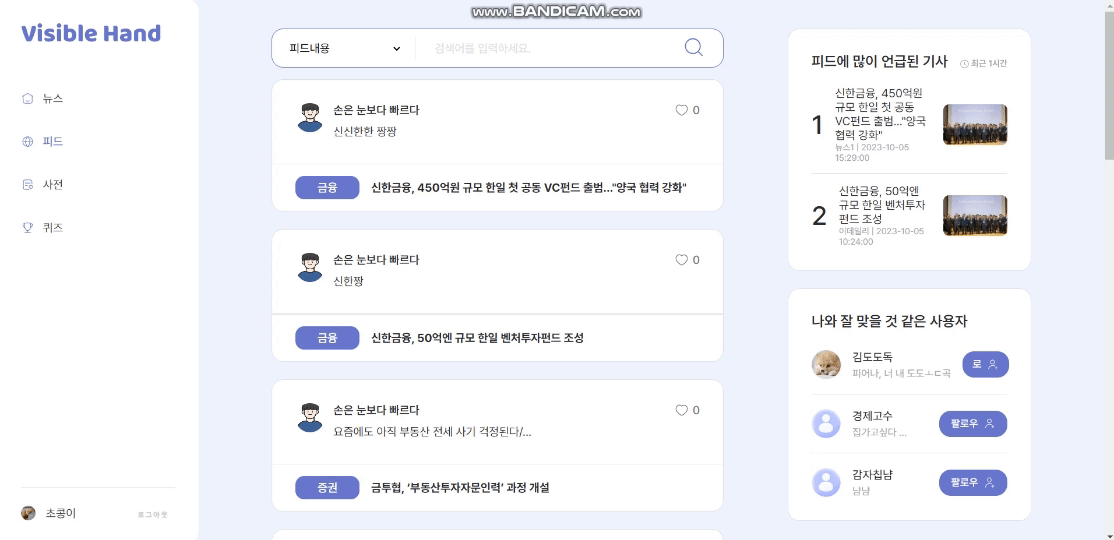 www.BANDICAM.com
Visible Hand
뉴스
피드
사전
퀴즈
초콩이
로그아웃
피드내용
검색어를 입력하세요.
손은 눈보다 빠르다
0
신신한한 짱짱
금융
신한금융, 450억원 규모 한일 첫 공동 VC펀드 출범..."양국 협력 강화"
손은 눈보다 빠르다
0
신한짱
금융
신한금융, 50억엔 규모 한일 벤처투자펀드 조성
손은 눈보다 빠르다
0
요즘에도 아직 부동산 전세 사기 걱정된다/...
증권
금투협, ‘부동산투자자문인력’ 과정 개설
피드에 많이 언급된 기사
최근 1시간
1
신한금융, 450억원
규모 한일 첫 공동
VC펀드 출범..."양국
협력 강화"
뉴스1 | 2023-10-05
15:29:00
2
신한금융, 50억엔
규모 한일 벤처투자
펀드 조성
이데일리 | 2023-10-05
10:24:00
나와 잘 맞을 것 같은 사용자
김도도독
피어나, 너 내 도도ㅗㄷ곡
로
경제고수
집가고싶다 ...
팔로우
감자칩냠
냠냠
팔로우